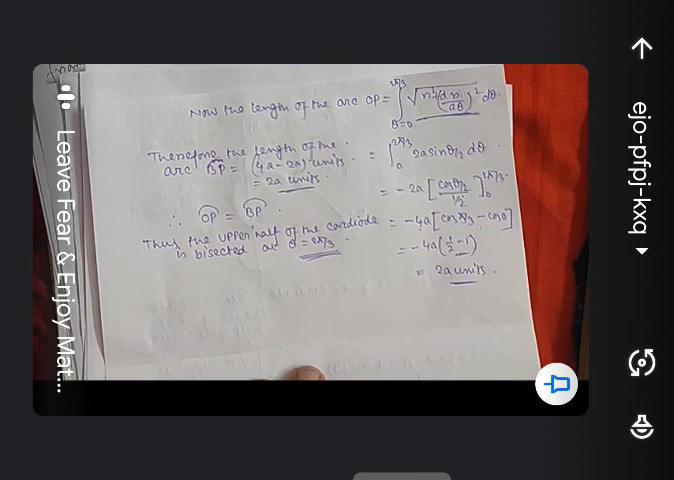 from
Now the length of the arc OP = ∫_{θ=0}^{2π/3} √(r²+(dr/dθ)²) dθ.
= ∫_0^{2π/3} 2a sin θ/2 dθ.
= -2a [cos θ/2 / 1/2]_0^{2π/3}.
= -4a[cos π/3 - cos 0]
= -4a(1/2 - 1)
= 2a units.
Therefore the length of the
arc BP = (4a-2a) units.
= 2a units.
∴ OP = BP.
Thus the upper half of the cardiode
is bisected at θ = 2π/3.
Leave Fear & Enjoy Mat...
ejo-pfpj-kxq